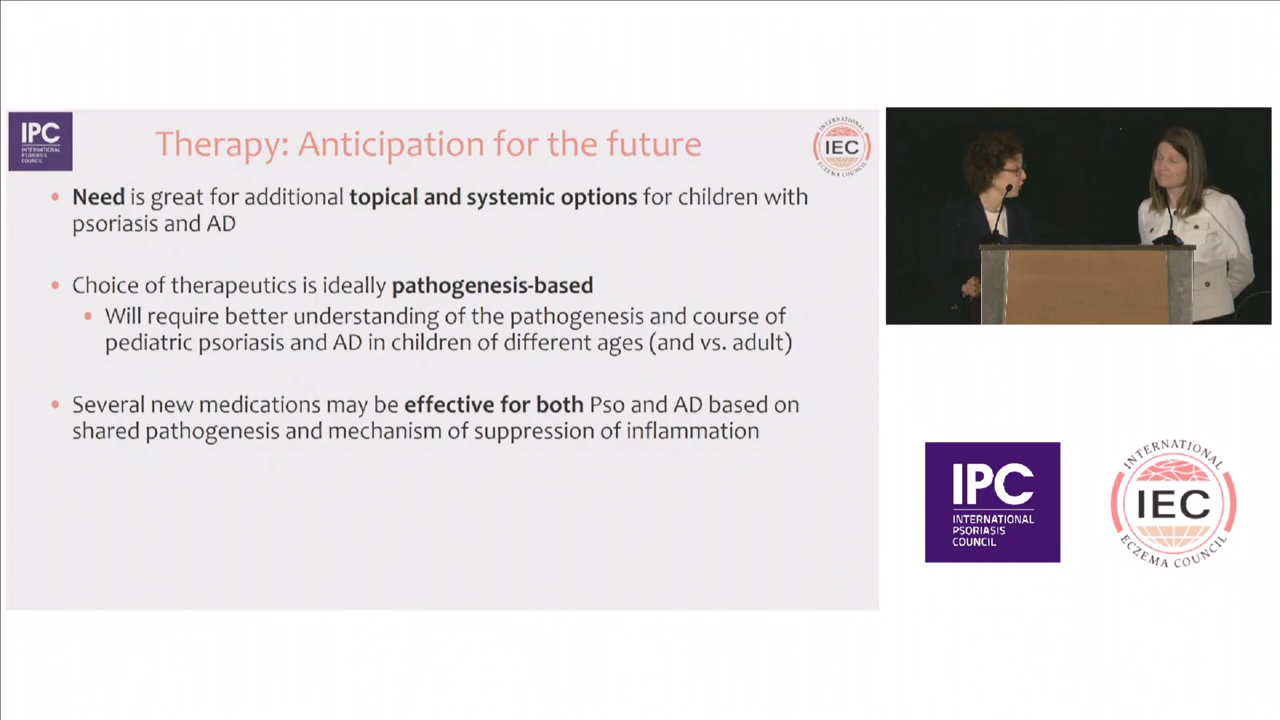 IPC
INTERNATIONAL
PSORIASIS
COUNCIL
Therapy: Anticipation for the future
INTERNATIONAL
IEC
ECZEMA COUNCIL
• Need is great for additional topical and systemic options for children with
psoriasis and AD
• Choice of therapeutics is ideally pathogenesis-based
• Will require better understanding of the pathogenesis and course of
pediatric psoriasis and AD in children of different ages (and vs. adult)
• Several new medications may be effective for both Pso and AD based on
shared pathogenesis and mechanism of suppression of inflammation
IPC
INTERNATIONAL
PSORIASIS
COUNCIL
INTERNATIONAL
IEC
ECZEMA COUNCIL